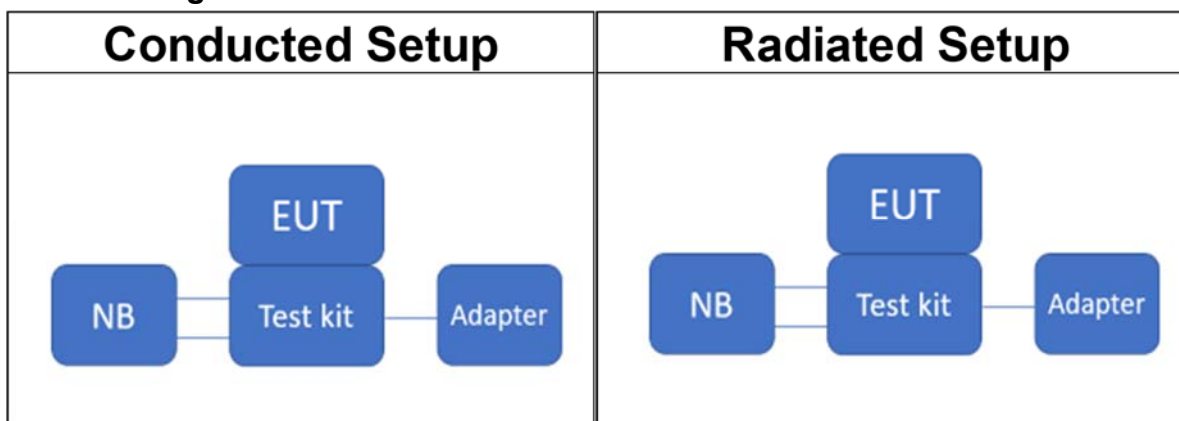 Conducted Setup
Radiated Setup
EUT
NB
Test kit
Adapter
EUT
NB
Test kit
Adapter